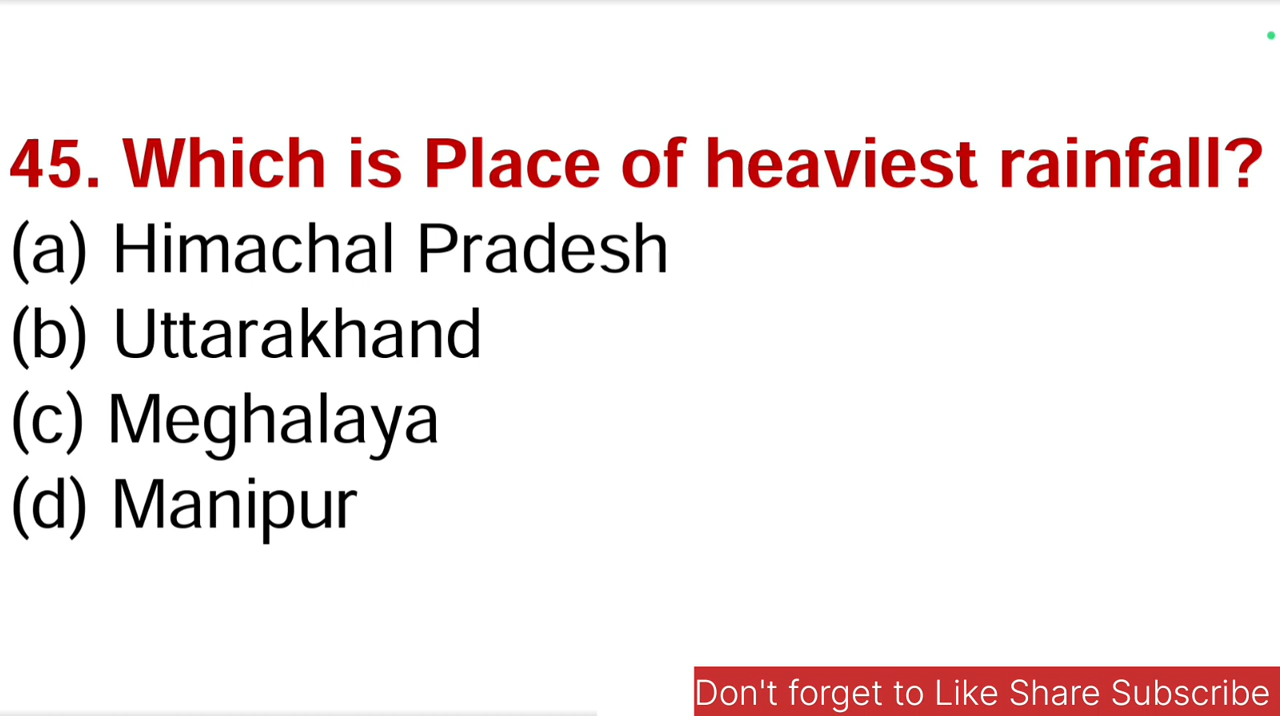 45. Which is Place of heaviest rainfall?
(a) Himachal Pradesh
(b) Uttarakhand
(c) Meghalaya
(d) Manipur
Don't forget to Like Share Subscribe